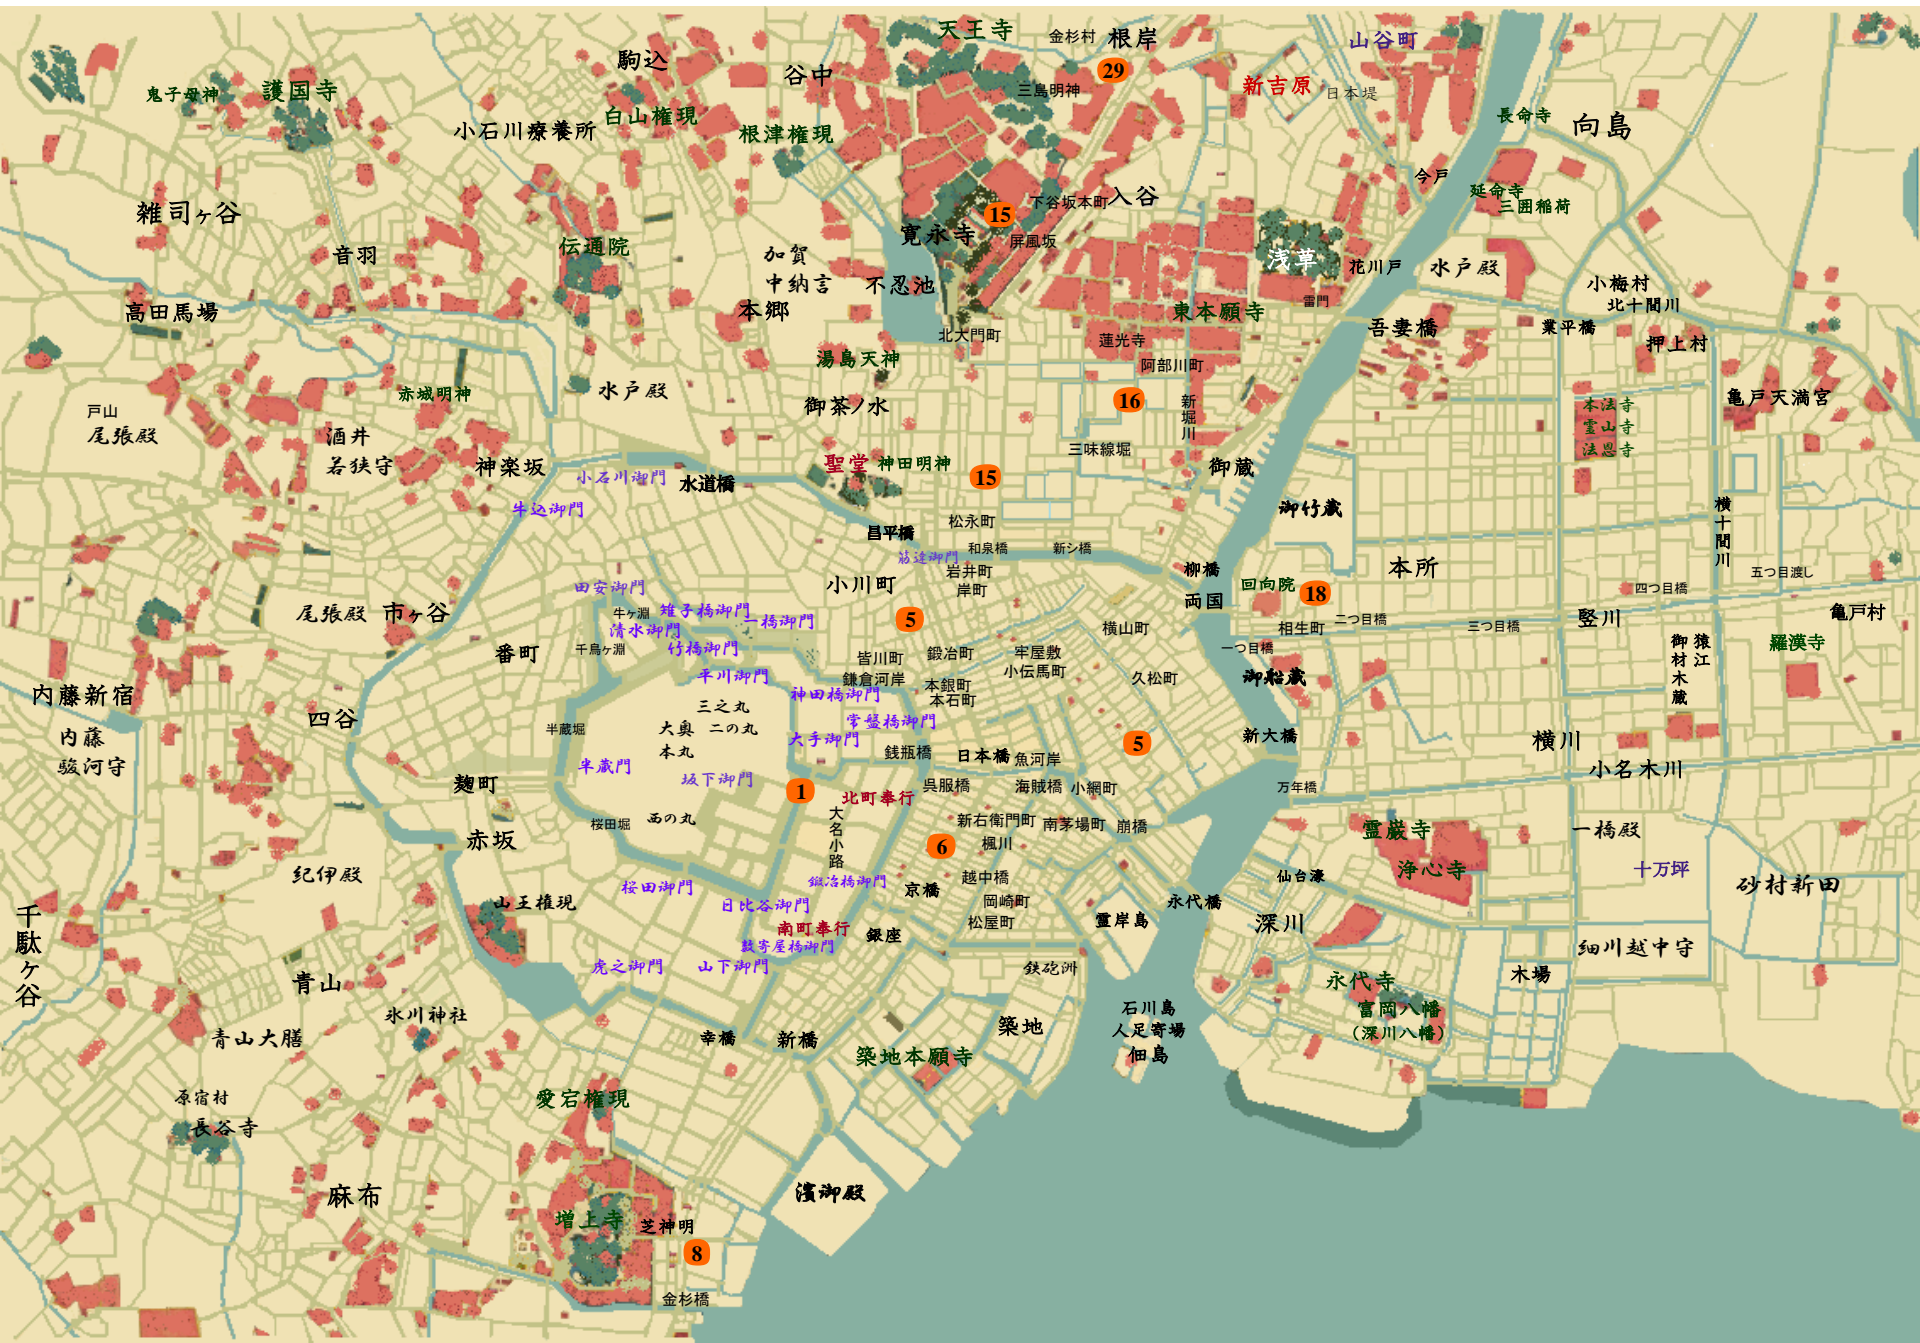 天王寺
金杉村
根岸
29
山谷町
駒込
谷中
三島明神
新吉原
日本堤
鬼子母神
護国寺
小石川療養所
白山権現
根津権現
長命寺
向島
今戸
延命寺
三囲稲荷
雑司ヶ谷
音羽
伝通院
加賀
中納言
本郷
寛永寺
15
下谷坂本町
入谷
屏風坂
不忍池
浅草
花川戸
水戸殿
小梅村
北十間川
高田馬場
雷門
東本願寺
吾妻橋
業平橋
押上村
北大門町
蓮光寺
湯島天神
阿部川町
戸山
尾張殿
赤城明神
水戸殿
御茶ノ水
16
新堀川
本法寺
霊山寺
法恩寺
亀戸天満宮
酒井
若狭守
神楽坂
小石川御門
水道橋
聖堂
神田明神
15
三味線堀
御蔵
牛込御門
昌平橋
松永町
御竹蔵
横十間川
筋違御門
和泉橋
新シ橋
岩井町
岸町
柳橋
両国
回向院
18
本所
四つ目橋
五つ目渡し
田安御門
小川町
尾張殿
市ヶ谷
牛ヶ淵
雉子橋御門
一橋御門
5
清水御門
竹橋御門
千鳥ヶ淵
番町
横山町
相生町
二つ目橋
三つ目橋
竪川
亀戸村
一つ目橋
猿江
御材木蔵
羅漢寺
皆川町
鍛冶町
牢屋敷
小伝馬町
久松町
御船蔵
平川御門
鎌倉河岸
神田橋御門
本銀町
本石町
内藤新宿
内藤
駿河守
四谷
半蔵堀
三之丸
大奥
二の丸
本丸
常盤橋御門
大手御門
銭瓶橋
日本橋
魚河岸
5
新大橋
横川
半蔵門
坂下御門
小名木川
麹町
1
北町奉行
呉服橋
海賊橋
小網町
万年橋
桜田堀
西の丸
大名小路
新右衛門町
南茅場町
崩橋
霊巌寺
一橋殿
赤坂
6
楓川
浄心寺
十万坪
砂村新田
紀伊殿
桜田御門
鍛冶橋御門
京橋
越中橋
仙台濠
山王権現
日比谷御門
岡崎町
永代橋
千駄ヶ谷
南町奉行
数寄屋橋御門
銀座
松屋町
霊岸島
深川
細川越中守
虎之御門
山下御門
鉄砲洲
木場
青山
永代寺
富岡八幡
(深川八幡)
氷川神社
石川島
人足寄場
佃島
青山大膳
幸橋
新橋
築地
築地本願寺
原宿村
長谷寺
愛宕権現
麻布
濱御殿
増上寺
芝神明
8
金杉橋